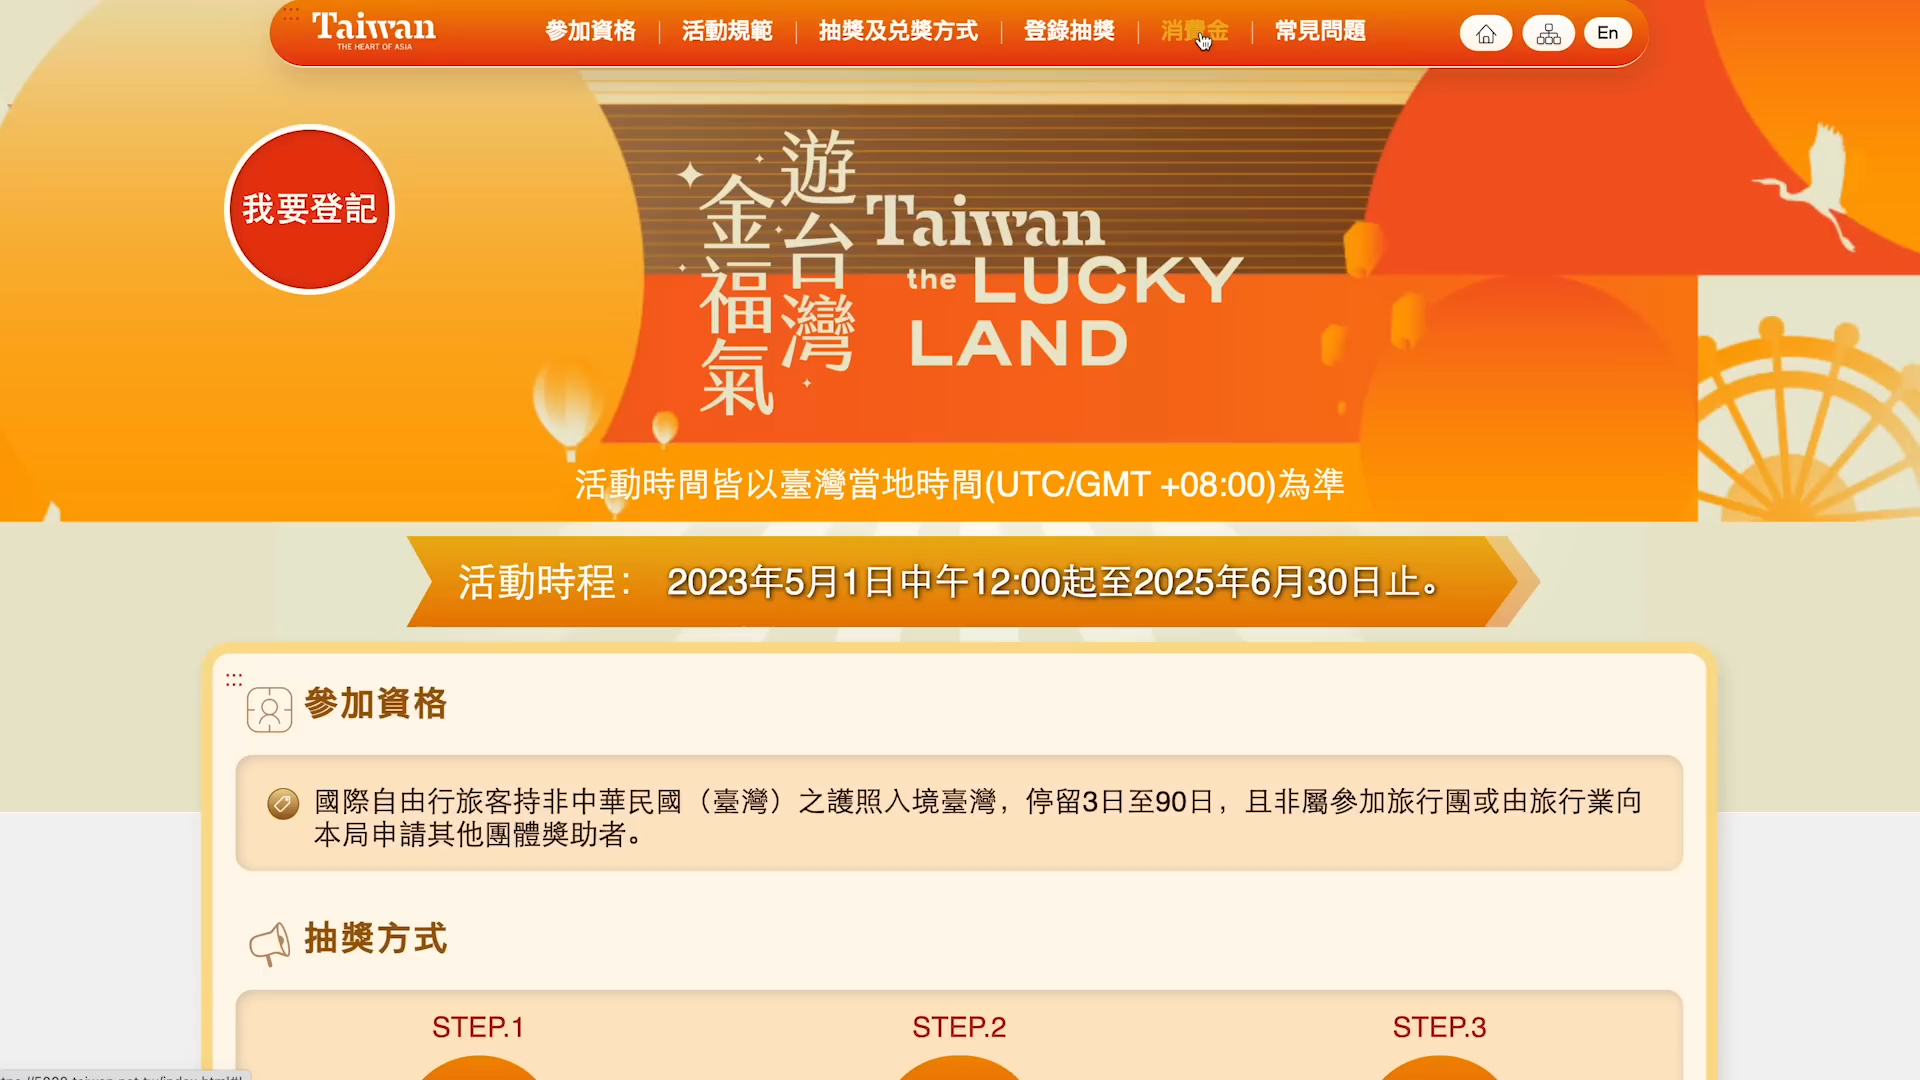 Taiwan
THE HEART OF ASIA
參加資格
活動規範
抽獎及兌獎方式
登錄抽獎
消費金
常見問題
En
我要登記
遊台灣
金福氣
Taiwan
the LUCKY
LAND
活動時間皆以臺灣當地時間(UTC/GMT +08:00)為準
活動時程： 2023年5月1日中午12:00起至2025年6月30日止。
參加資格
國際自由行旅客持非中華民國（臺灣）之護照入境臺灣，停留3日至90日，且非屬參加旅行團或由旅行業向
本局申請其他團體獎助者。
抽獎方式
STEP.1
STEP.2
STEP.3